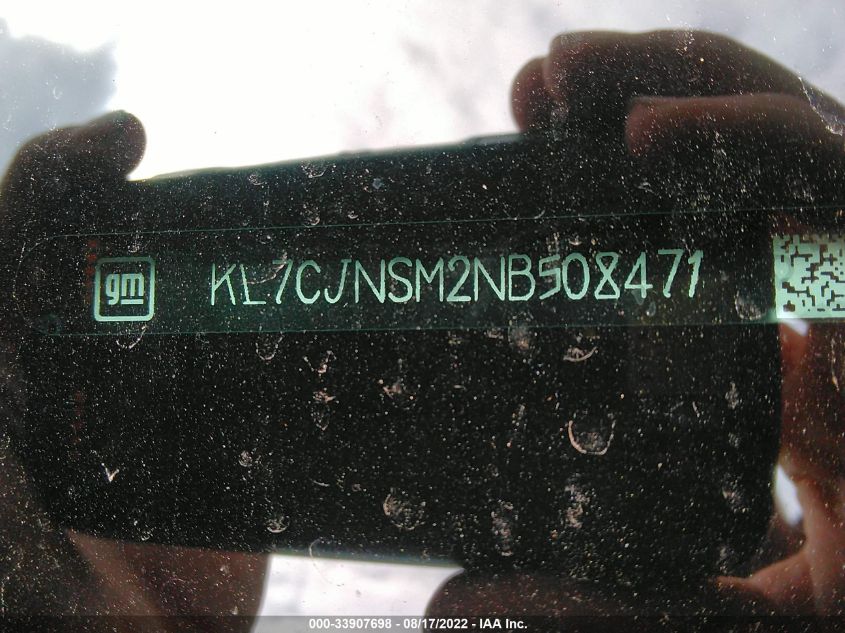 gm KL7CJNSM2NB508471
000-33907698 - 08/17/2022 - IAA Inc.